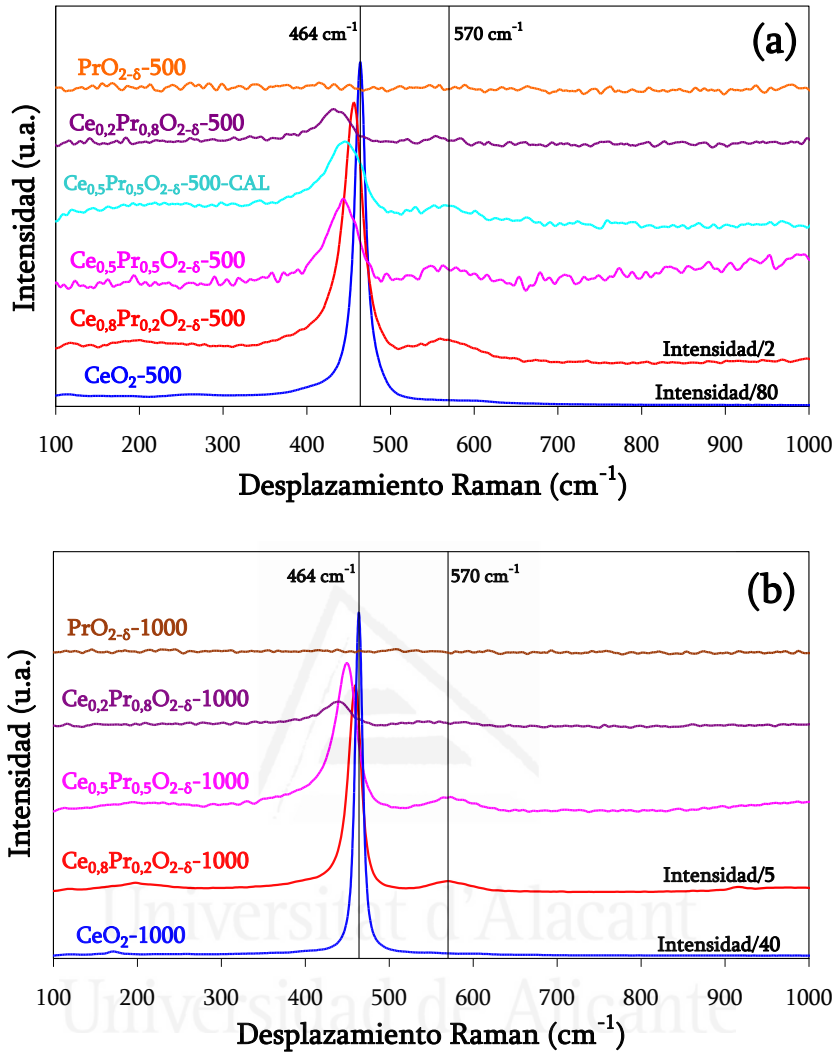 464 cm⁻¹ 570 cm⁻¹
(a)
PrO₂₋δ-500
Ce₀,₂Pr₀,₈O₂₋δ-500
Ce₀,₅Pr₀,₅O₂₋δ-500-CAL
Ce₀,₅Pr₀,₅O₂₋δ-500
Ce₀,₈Pr₀,₂O₂₋δ-500
Intensidad/2
CeO₂-500
Intensidad/80
Intensidad (u.a.)
100 200 300 400 500 600 700 800 900 1000
Desplazamiento Raman (cm⁻¹)
464 cm⁻¹ 570 cm⁻¹
(b)
PrO₂₋δ-1000
Ce₀,₂Pr₀,₈O₂₋δ-1000
Ce₀,₅Pr₀,₅O₂₋δ-1000
Ce₀,₈Pr₀,₂O₂₋δ-1000
Intensidad/5
CeO₂-1000
Intensidad/40
Intensidad (u.a.)
100 200 300 400 500 600 700 800 900 1000
Desplazamiento Raman (cm⁻¹)
Universitat d'Alacant
Universidad de Alicante